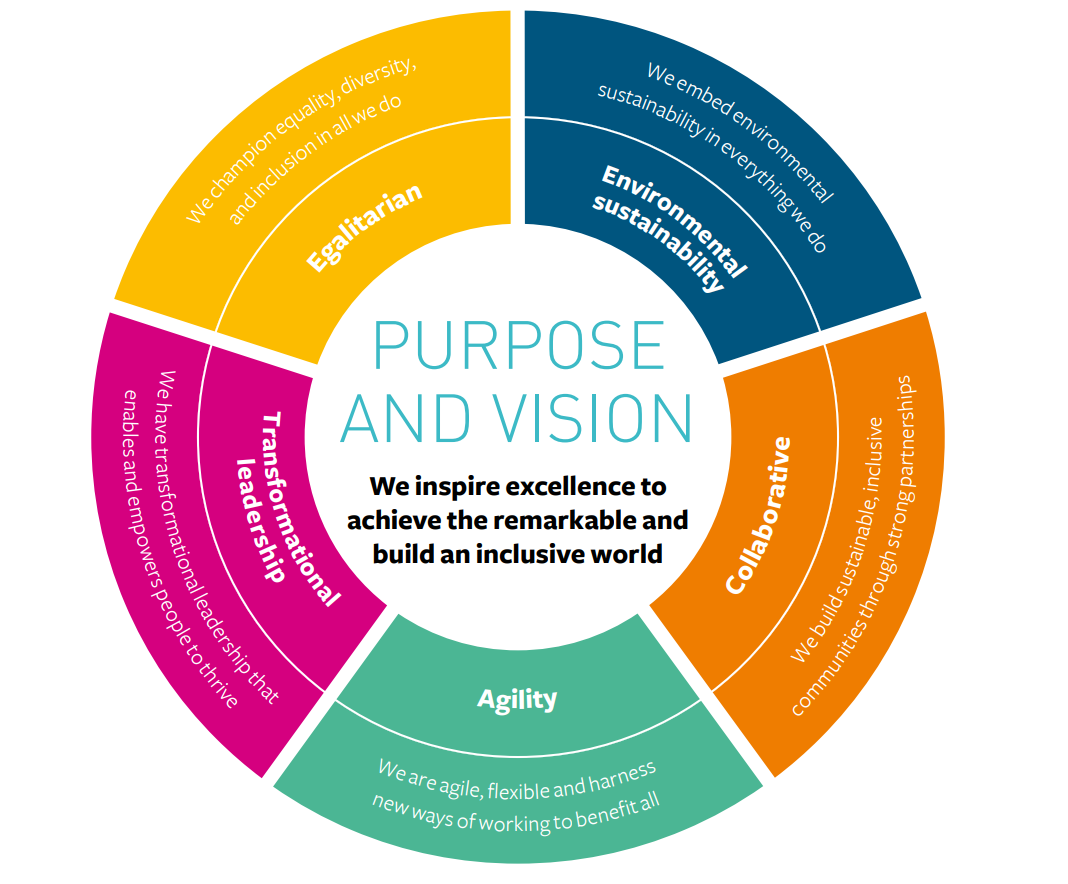 PURPOSE
AND VISION
We inspire excellence to
achieve the remarkable and
build an inclusive world
We embed environmental
sustainability in everything we do
Environmental
sustainability
We build sustainable, inclusive
communities through strong partnerships
Collaborative
Agility
We are agile, flexible and harness
new ways of working to benefit all
Transformational
leadership
We have transformational leadership that
enables and empowers people to thrive
We champion equality, diversity,
and inclusion in all we do
Egalitarian